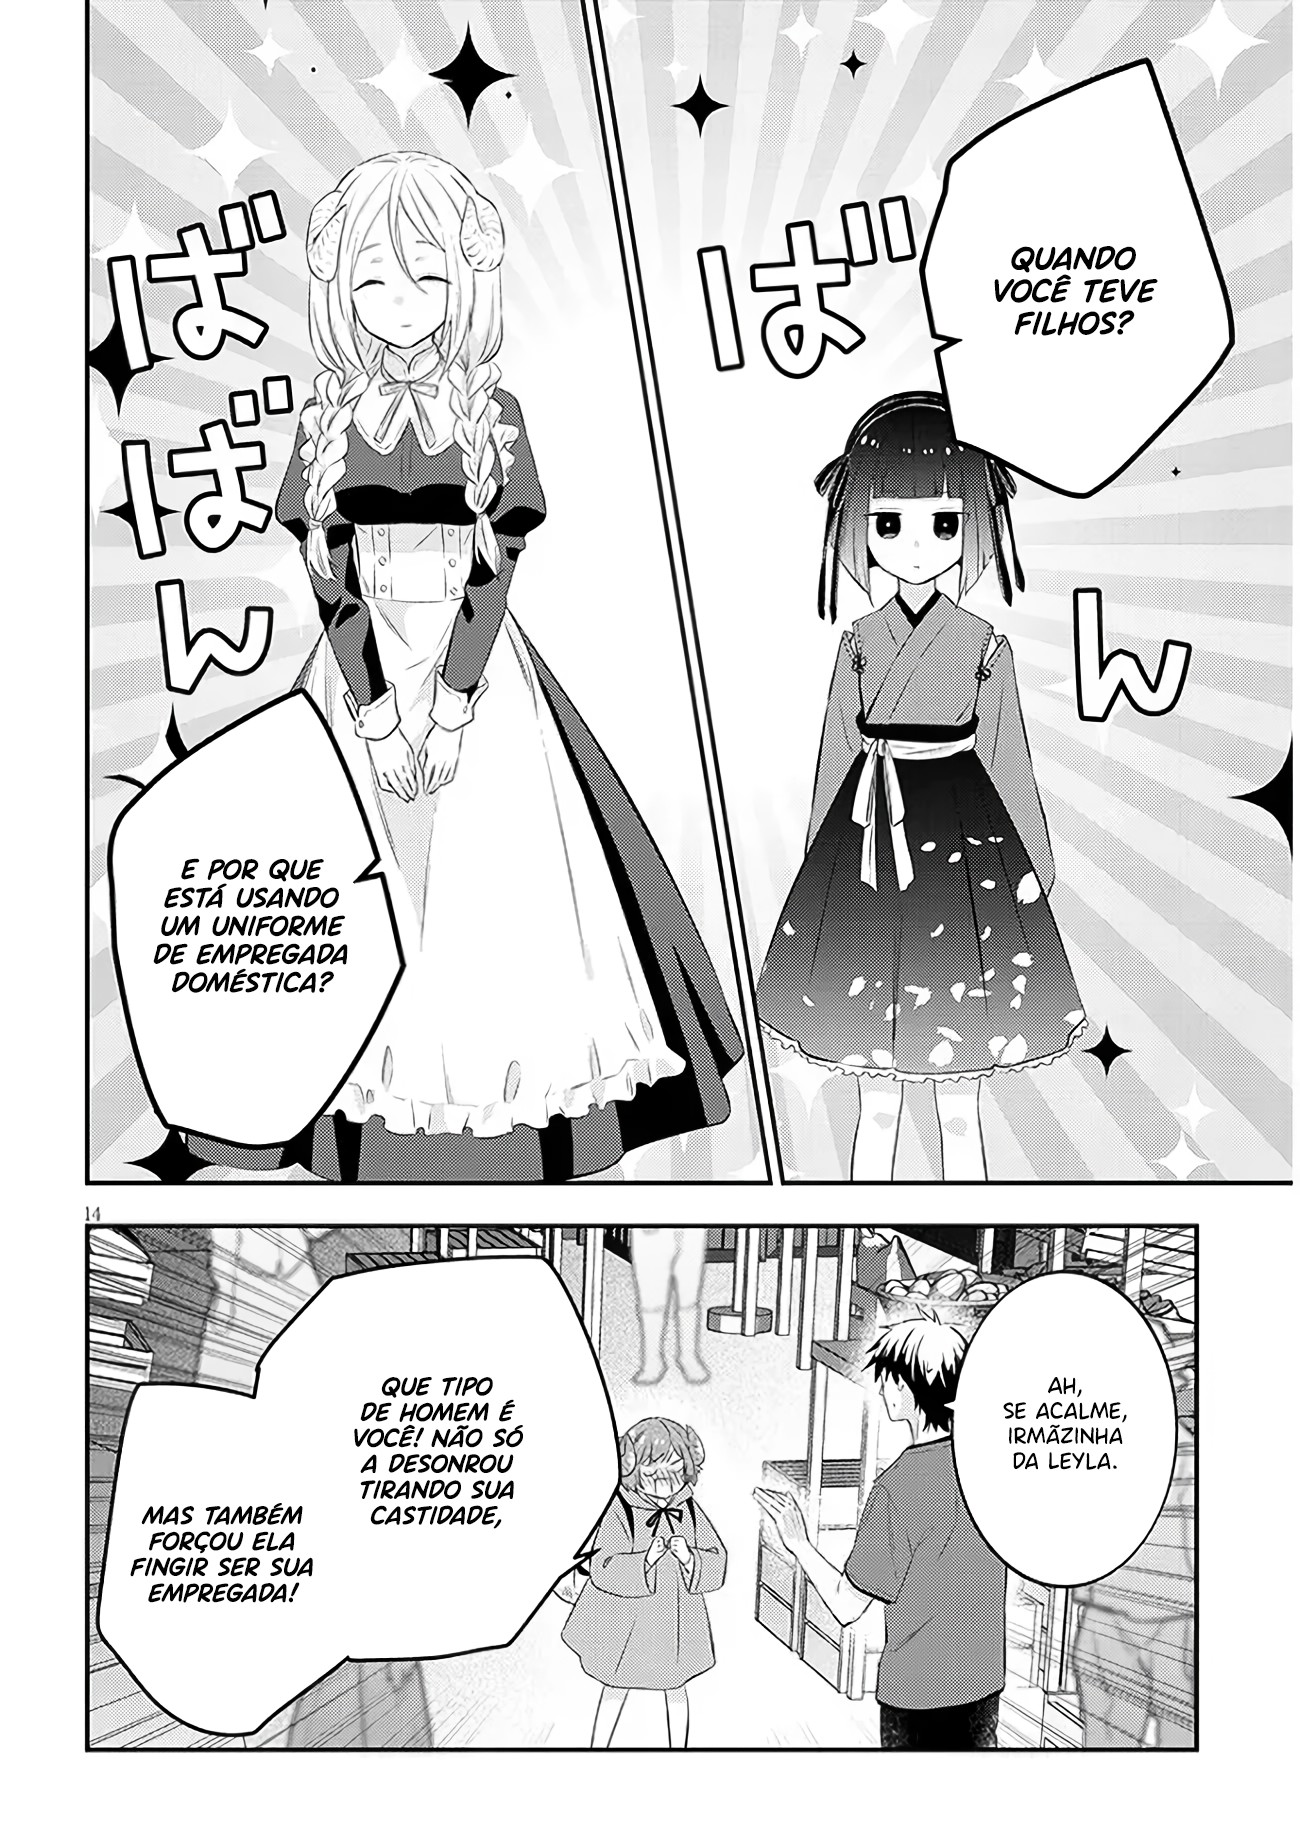 QUANDO
VOCÊ TEVE
FILHOS?
ばん
ばばん
E POR QUE
ESTÁ USANDO
UM UNIFORME
DE EMPREGADA
DOMÉSTICA?
14
AH,
SE ACALME,
IRMÃZINHA
DA LEYLA.
QUE TIPO
DE HOMEM É
VOCÊ! NÃO SÓ
A DESONROU
TIRANDO SUA
CASTIDADE,
MAS TAMBÉM
FORÇOU ELA
FINGIR SER SUA
EMPREGADA!